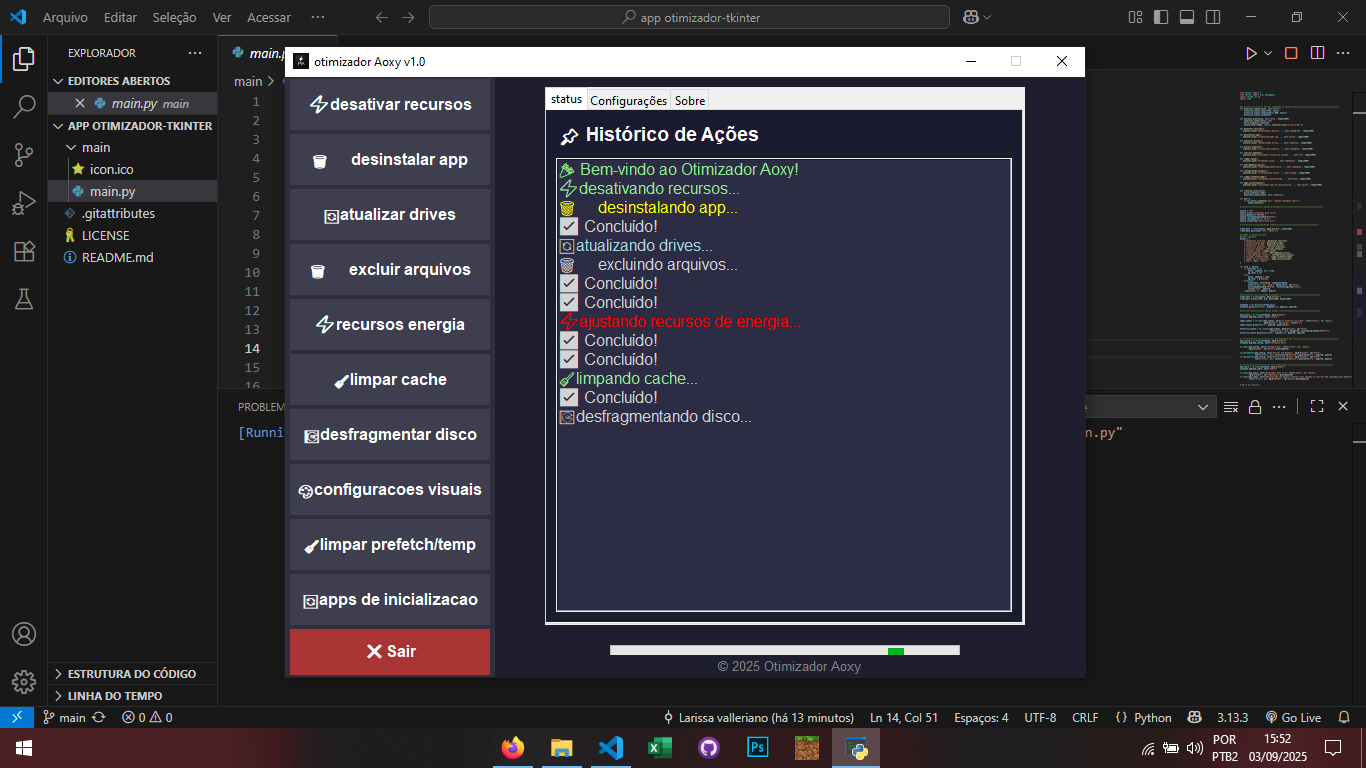 Arquivo Editar Seleção Ver Acessar ···
app otimizador-tkinter
EXPLORADOR
EDITORES ABERTOS
main.py main
APP OTIMIZADOR-TKINTER
main
icon.ico
main.py
.gitattributes
LICENSE
README.md
ESTRUTURA DO CÓDIGO
LINHA DO TEMPO
main.p
main
1
2
3
4
5
6
7
8
9
10
11
12
13
14
15
16
PROBLEM
[Runni
n.py"
otimizador Aoxy v1.0
desativar recursos
desinstalar app
atualizar drives
excluir arquivos
recursos energia
limpar cache
desfragmentar disco
configuracoes visuais
limpar prefetch/temp
apps de inicializacao
Sair
status Configurações Sobre
Histórico de Ações
Bem-vindo ao Otimizador Aoxy!
desativando recursos...
desinstalando app...
Concluído!
atualizando drives...
excluindo arquivos...
Concluído!
Concluído!
ajustando recursos de energia...
Concluído!
Concluído!
limpando cache...
Concluído!
desfragmentando disco...
© 2025 Otimizador Aoxy
main 0 0 Larissa valleriano (há 13 minutos) Ln 14, Col 51 Espaços: 4 UTF-8 CRLF {} Python 3.13.3 Go Live
Ps
POR
PTB2
15:52
03/09/2025